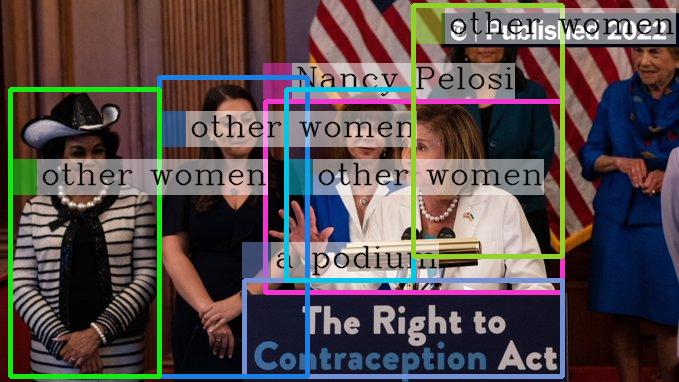 other women
© | Published 2022
Nancy Pelosi
other women
other women
other women
a podium
The Right to
Contraception Act